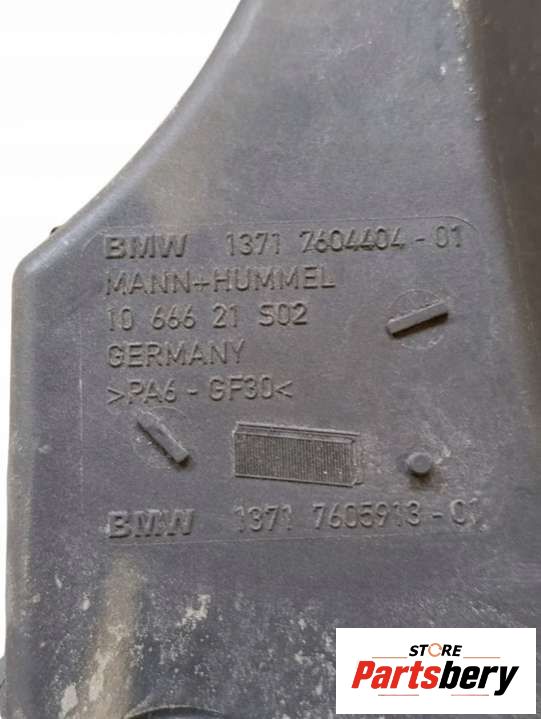 BMW 1371 7604404-01
MANN+HUMMEL
10 666 21 S02
GERMANY
>PA6-GF30<
BMW 1371 7605913-01
STORE
Partsbery